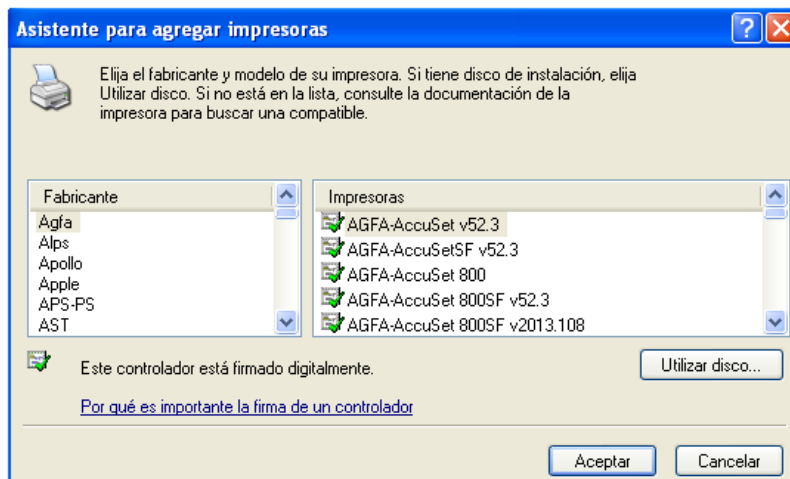 Asistente para agregar impresoras
Elija el fabricante y modelo de su impresora. Si tiene disco de instalación, elija
Utilizar disco. Si no está en la lista, consulte la documentación de la
impresora para buscar una compatible.
Fabricante
Agfa
Alps
Apollo
Apple
APS-PS
AST
Impresoras
AGFA-AccuSet v52.3
AGFA-AccuSetSF v52.3
AGFA-AccuSet 800
AGFA-AccuSet 800SF v52.3
AGFA-AccuSet 800SF v2013.108
Este controlador está firmado digitalmente.
Utilizar disco...
Por qué es importante la firma de un controlador
Aceptar
Cancelar